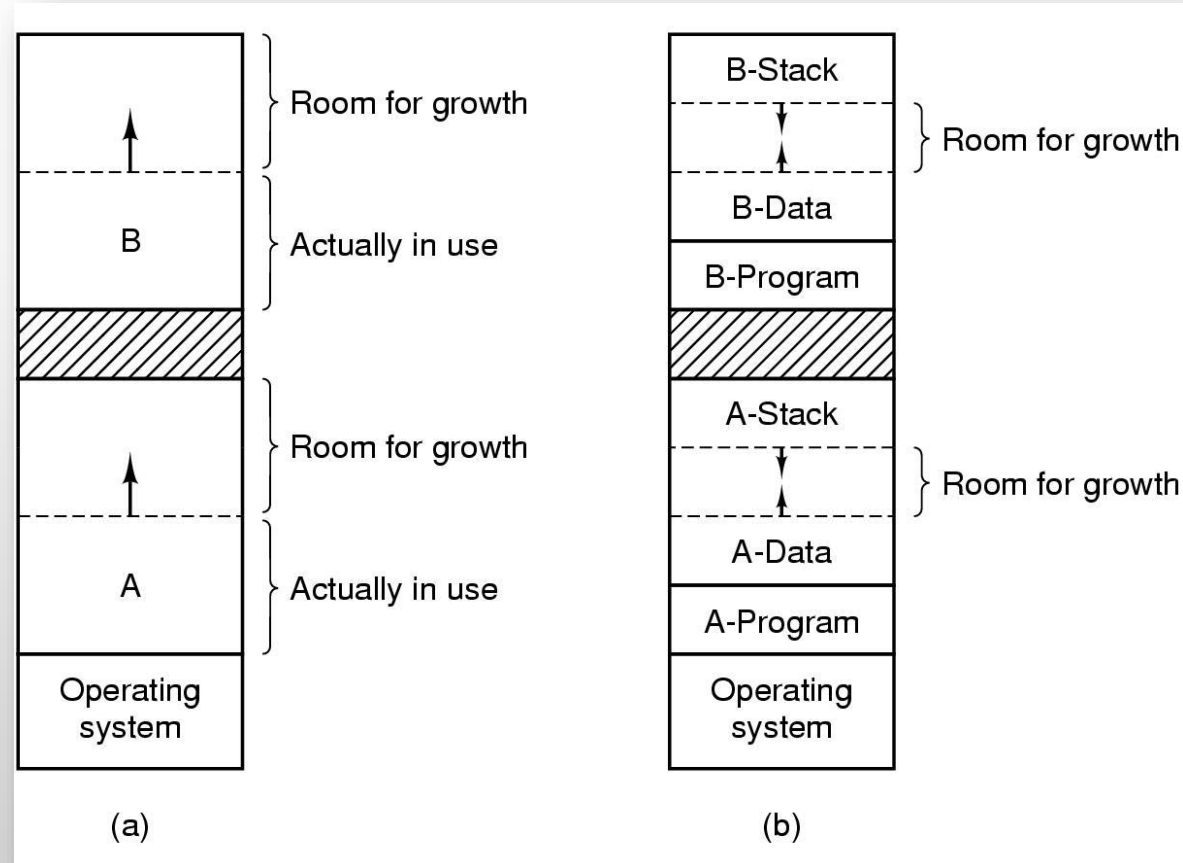 Room for growth
B
Actually in use
Room for growth
A
Actually in use
Operating
system
(a)
B-Stack
Room for growth
B-Data
B-Program
A-Stack
Room for growth
A-Data
A-Program
Operating
system
(b)